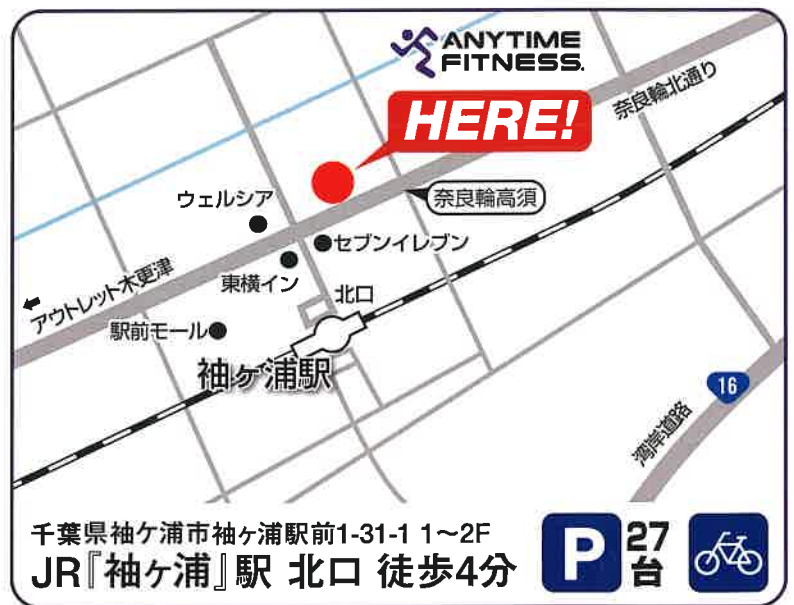 ANYTIME
FITNESS.
HERE!
奈良輪北通り
奈良輪高須
ウェルシア
セブンイレブン
東横イン
北口
アウトレット木更津
駅前モール
袖ヶ浦駅
16
湾岸道路
千葉県袖ケ浦市袖ヶ浦駅前1-31-1 1〜2F
JR『袖ヶ浦』駅 北口 徒歩4分
P
27
台